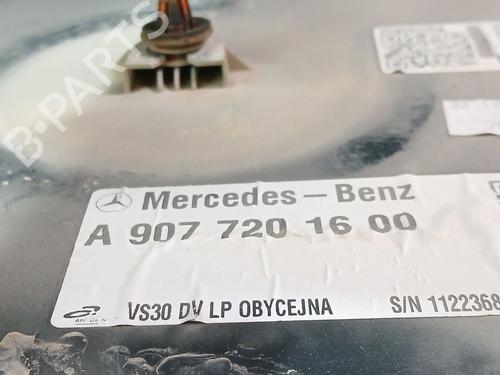 B-PARTS
Mercedes-Benz
A 907 720 16 00
VS30 DV LP OBYCEJNA S/N 1122368